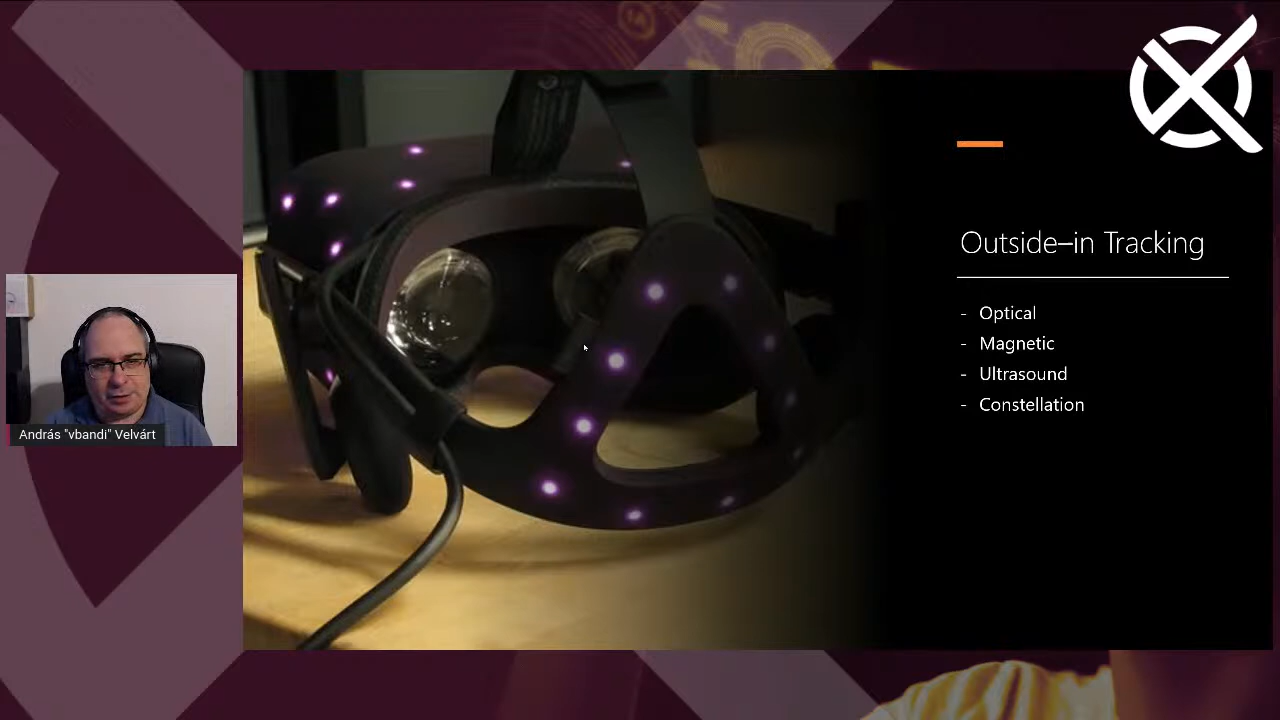 Outside–in Tracking
- Optical
- Magnetic
- Ultrasound
- Constellation
András "vbandi" Velvárt